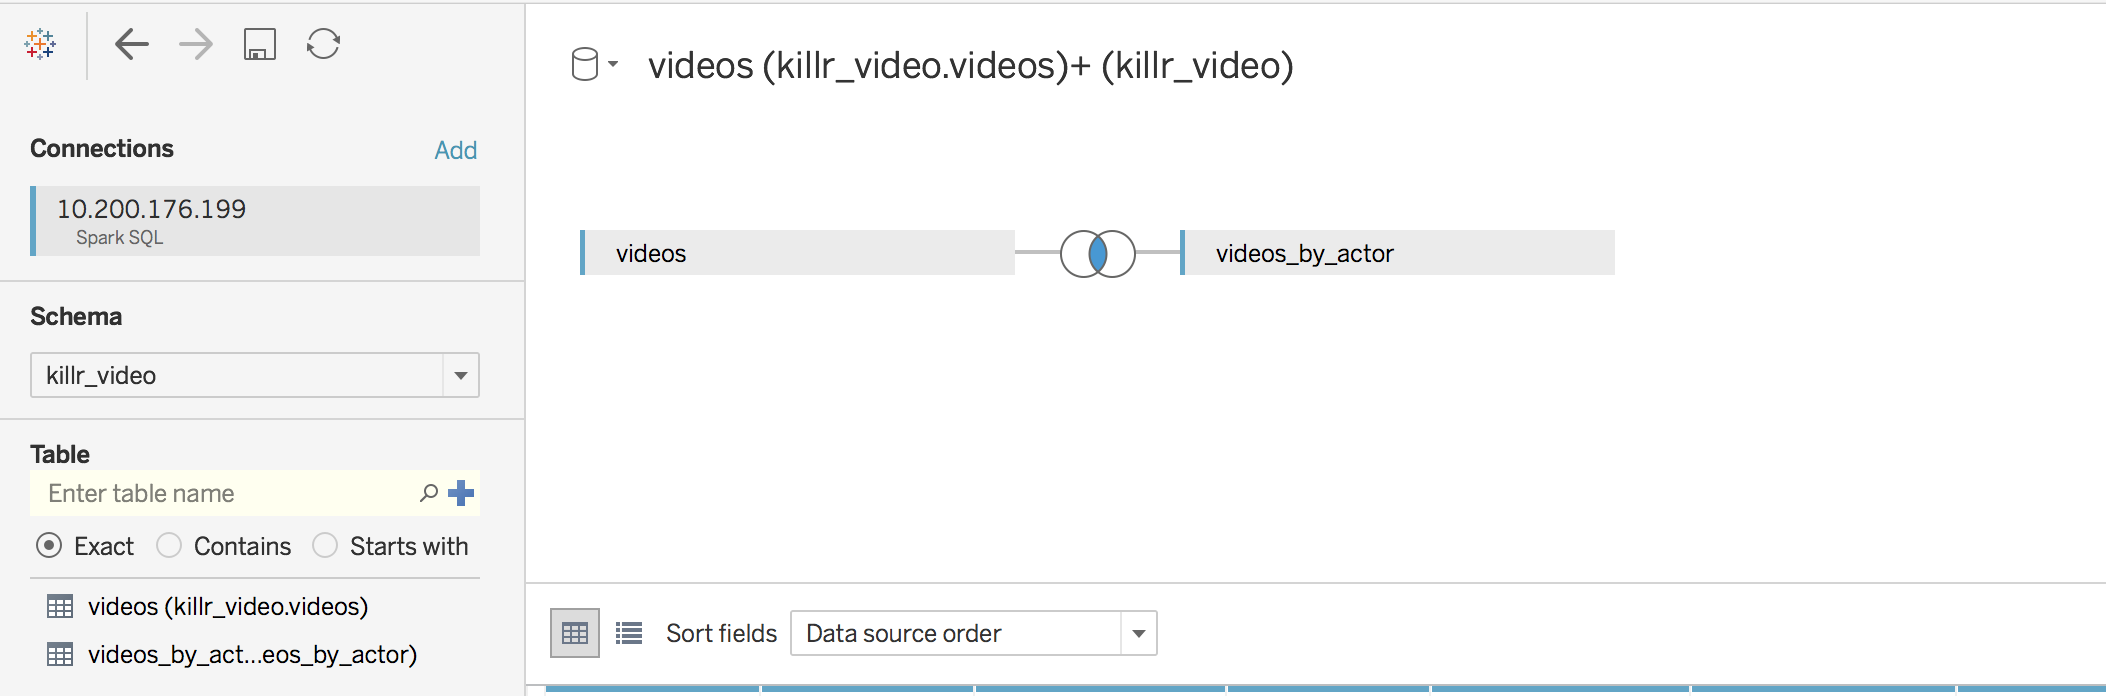 videos (killr_video.videos)+ (killr_video)
Connections
Add
10.200.176.199
Spark SQL
Schema
killr_video
Table
Enter table name
Exact
Contains
Starts with
videos (killr_video.videos)
videos_by_act...eos_by_actor)
videos
videos_by_actor
Sort fields
Data source order